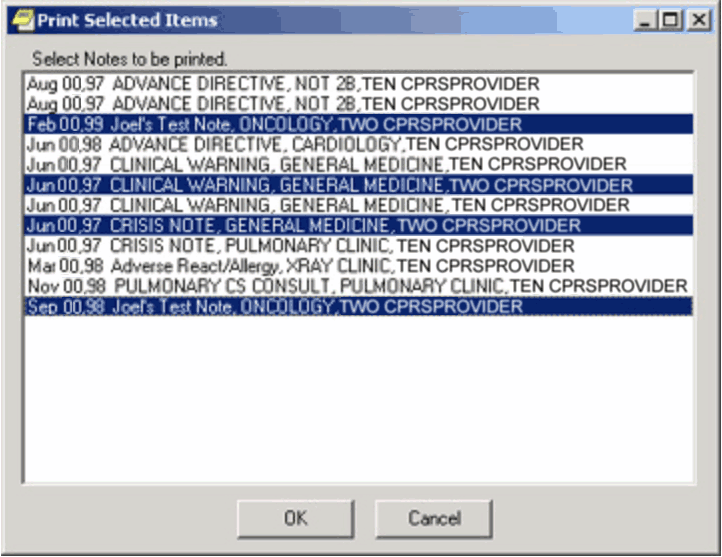 Print Selected Items
Select Notes to be printed.
Aug 00,97 ADVANCE DIRECTIVE, NOT 2B,TEN CPRSPROVIDER
Aug 00,97 ADVANCE DIRECTIVE, NOT 2B,TEN CPRSPROVIDER
Feb 00,99 Joel's Test Note, ONCOLOGY,TWO CPRSPROVIDER
Jun 00,98 ADVANCE DIRECTIVE, CARDIOLOGY,TEN CPRSPROVIDER
Jun 00,97 CLINICAL WARNING, GENERAL MEDICINE,TEN CPRSPROVIDER
Jun 00,97 CLINICAL WARNING, GENERAL MEDICINE,TWO CPRSPROVIDER
Jun 00,97 CLINICAL WARNING, GENERAL MEDICINE, TEN CPRSPROVIDER
Jun 00,97 CRISIS NOTE, GENERAL MEDICINE, TWO CPRSPROVIDER
Jun 00,97 CRISIS NOTE, PULMONARY CLINIC, TEN CPRSPROVIDER
Mar 00,98 Adverse React/Allergy, XRAY CLINIC, TEN CPRSPROVIDER
Nov 00,98 PULMONARY CS CONSULT, PULMONARY CLINIC,TEN CPRSPROVIDER
Sep 00,98 Joel's Test Note, ONCOLOGY,TWO CPRSPROVIDER
OK Cancel